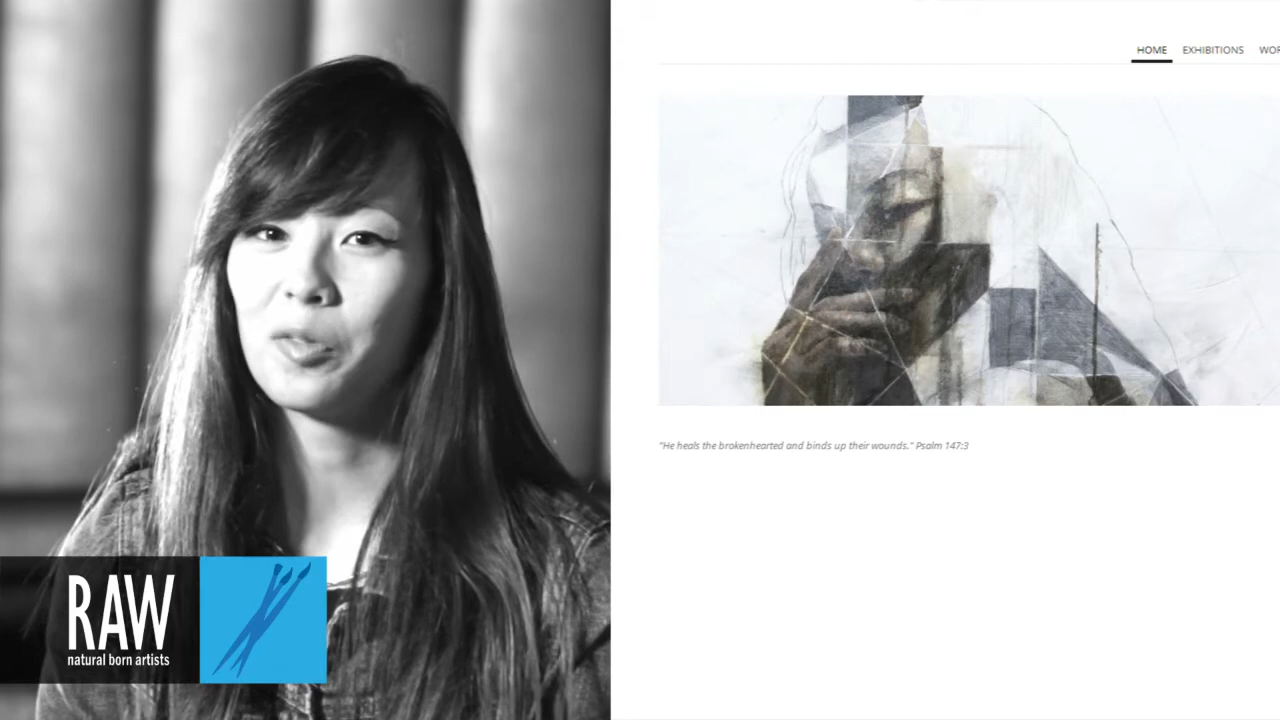 HOME EXHIBITIONS
"He heals the brokenhearted and binds up their wounds." Psalm 147:3
RAW
natural born artists